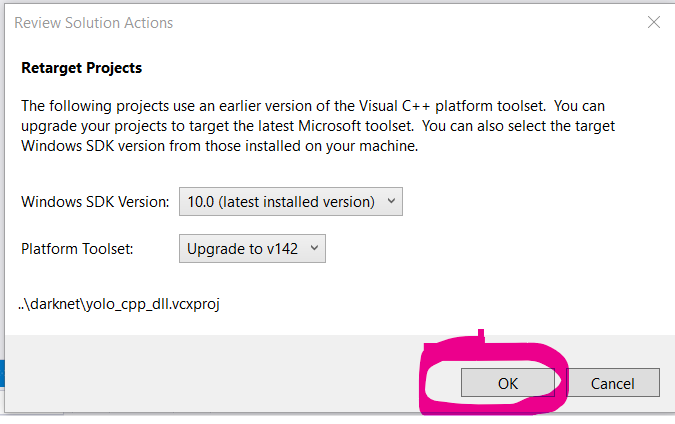 Review Solution Actions
Retarget Projects
The following projects use an earlier version of the Visual C++ platform toolset. You can
upgrade your projects to target the latest Microsoft toolset. You can also select the target
Windows SDK version from those installed on your machine.
Windows SDK Version: 10.0 (latest installed version)
Platform Toolset: Upgrade to v142
..\darknet\yolo_cpp_dll.vcxproj
OK Cancel